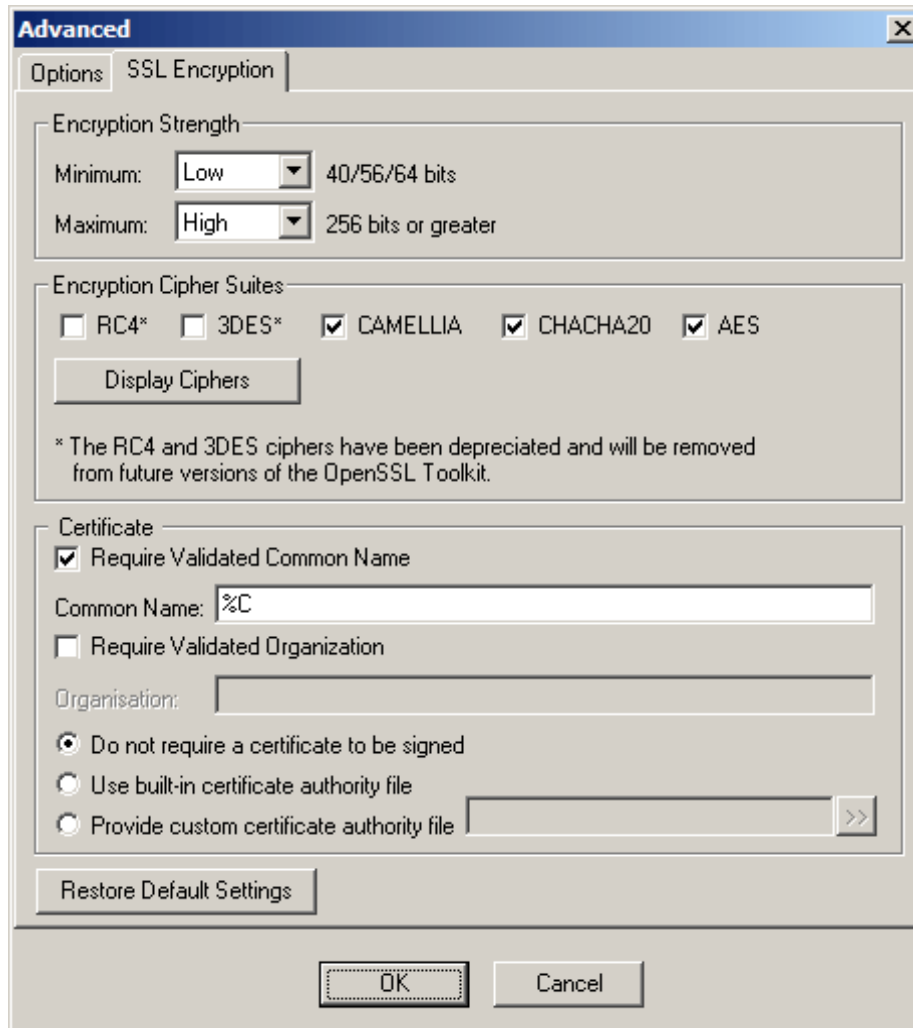 Advanced
Options SSL Encryption
Encryption Strength
Minimum: Low 40/56/64 bits
Maximum: High 256 bits or greater
Encryption Cipher Suites
RC4* 3DES* CAMELLIA CHACHA20 AES
Display Ciphers
* The RC4 and 3DES ciphers have been depreciated and will be removed
from future versions of the OpenSSL Toolkit.
Certificate
Require Validated Common Name
Common Name: %C
Require Validated Organization
Organisation:
Do not require a certificate to be signed
Use built-in certificate authority file
Provide custom certificate authority file >>
Restore Default Settings
OK Cancel